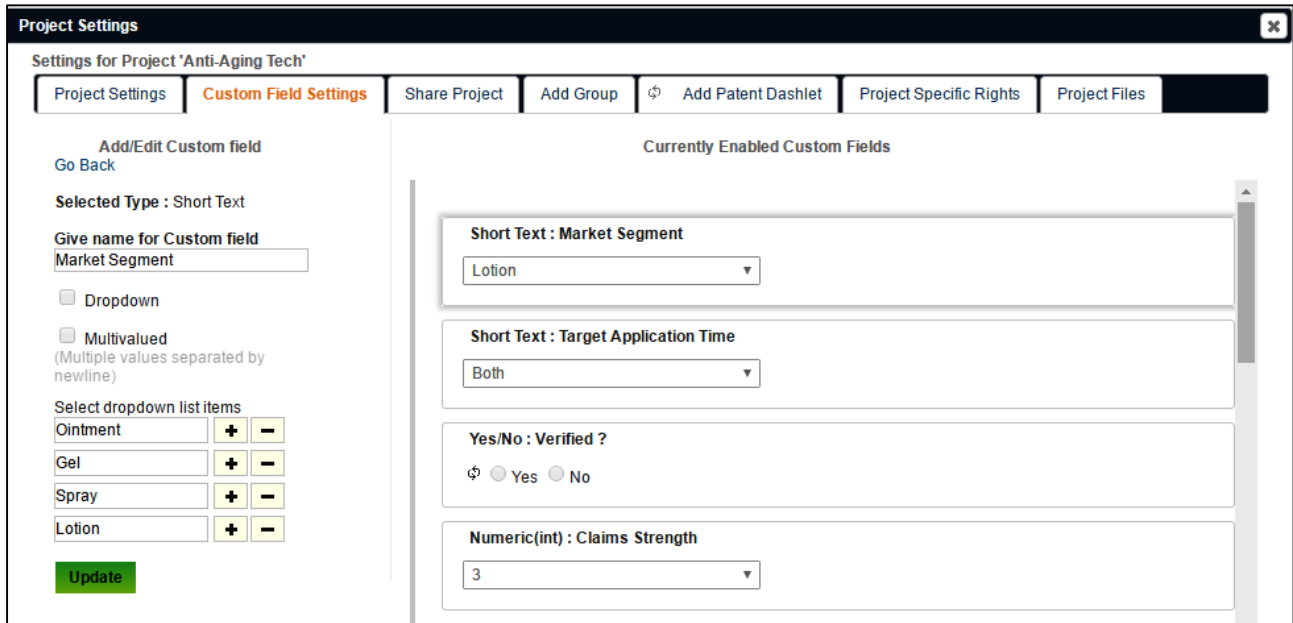 Project Settings
Settings for Project 'Anti-Aging Tech'
Project Settings
Custom Field Settings
Share Project
Add Group
Add Patent Dashlet
Project Specific Rights
Project Files
Add/Edit Custom field
Go Back
Selected Type : Short Text
Give name for Custom field
Market Segment
Dropdown
Multivalued
(Multiple values separated by
newline)
Select dropdown list items
Ointment
Gel
Spray
Lotion
Update
Currently Enabled Custom Fields
Short Text : Market Segment
Lotion
Short Text : Target Application Time
Both
Yes/No : Verified ?
Yes No
Numeric(int) : Claims Strength
3